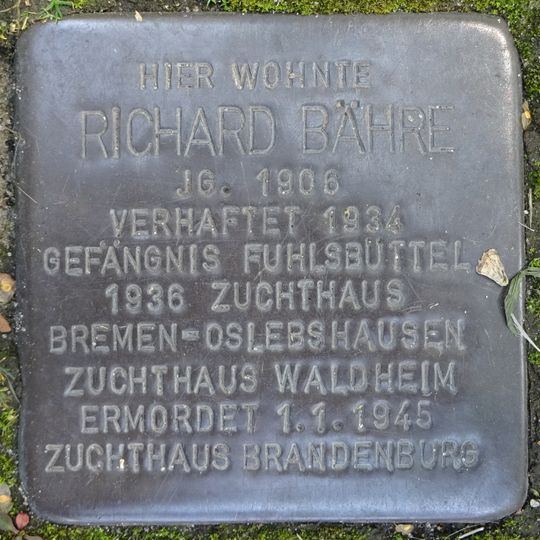 HIER WOHNTE
RICHARD BÄHRE
JG. 1906
VERHAFTET 1934
GEFÄNGNIS FUHLSBÜTTEL
1936 ZUCHTHAUS
BREMEN-OSLEBSHAUSEN
ZUCHTHAUS WALDHEIM
ERMORDET 1.1.1945
ZUCHTHAUS BRANDENBURG